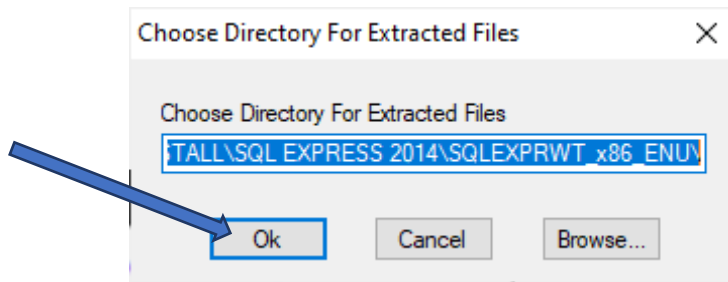 Choose Directory For Extracted Files
Choose Directory For Extracted Files
TALL\SQL EXPRESS 2014\SQLEXPRWT_x86_ENU\
Ok Cancel Browse...